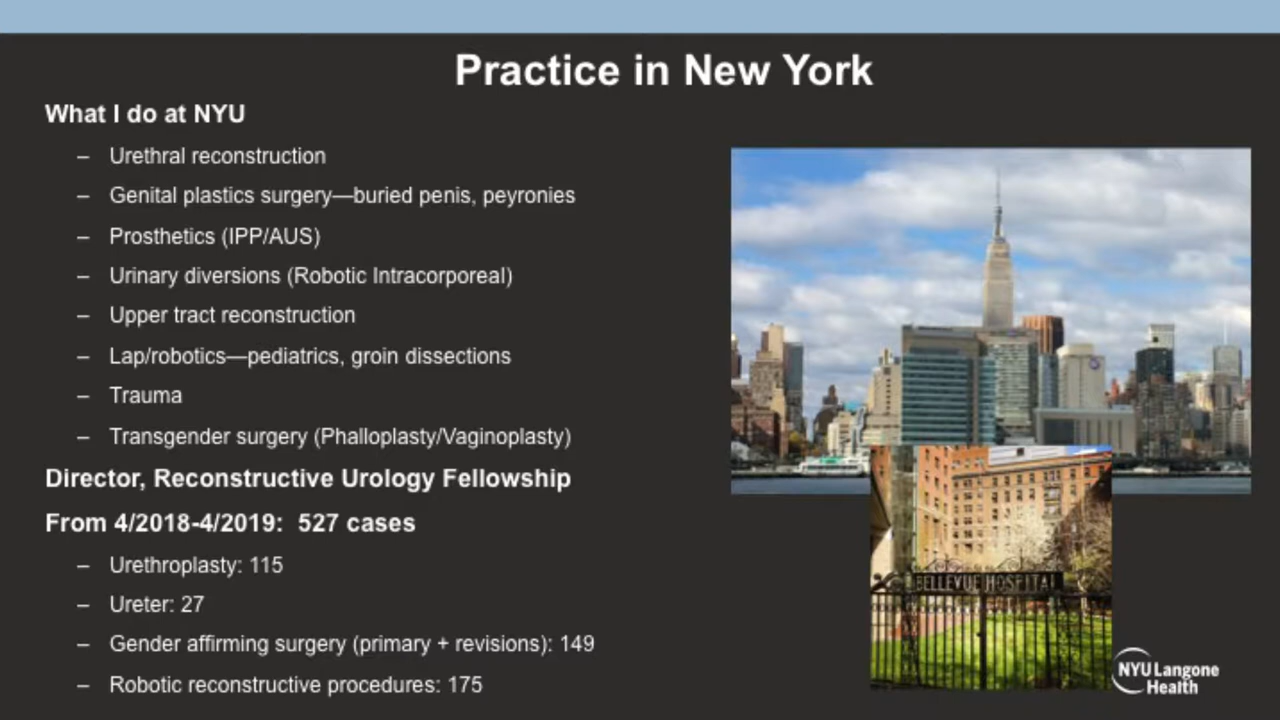 Practice in New York
What I do at NYU
– Urethral reconstruction
– Genital plastics surgery—buried penis, peyronies
– Prosthetics (IPP/AUS)
– Urinary diversions (Robotic Intracorporeal)
– Upper tract reconstruction
– Lap/robotics—pediatrics, groin dissections
– Trauma
– Transgender surgery (Phalloplasty/Vaginoplasty)
Director, Reconstructive Urology Fellowship
From 4/2018-4/2019: 527 cases
– Urethroplasty: 115
– Ureter: 27
– Gender affirming surgery (primary + revisions): 149
– Robotic reconstructive procedures: 175
BELLEVUE HOSPITAL
NYU Langone
Health